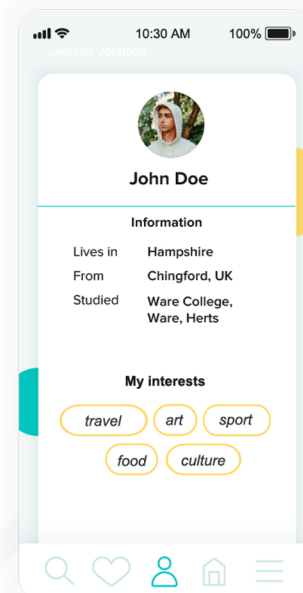 10:30 AM 100%
Jennifer Johnson
John Doe
Information
Lives in Hampshire
From Chingford, UK
Studied Ware College,
Ware, Herts
My interests
travel art sport
food culture